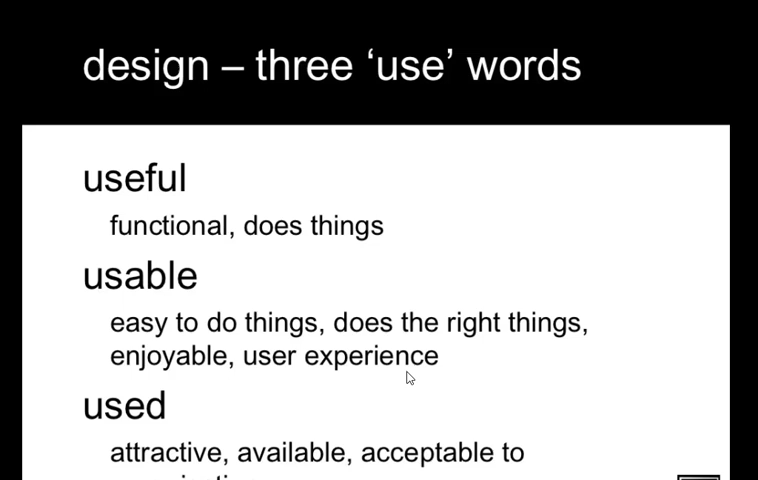 design – three ‘use’ words
useful
functional, does things
usable
easy to do things, does the right things,
enjoyable, user experience
used
attractive, available, acceptable to